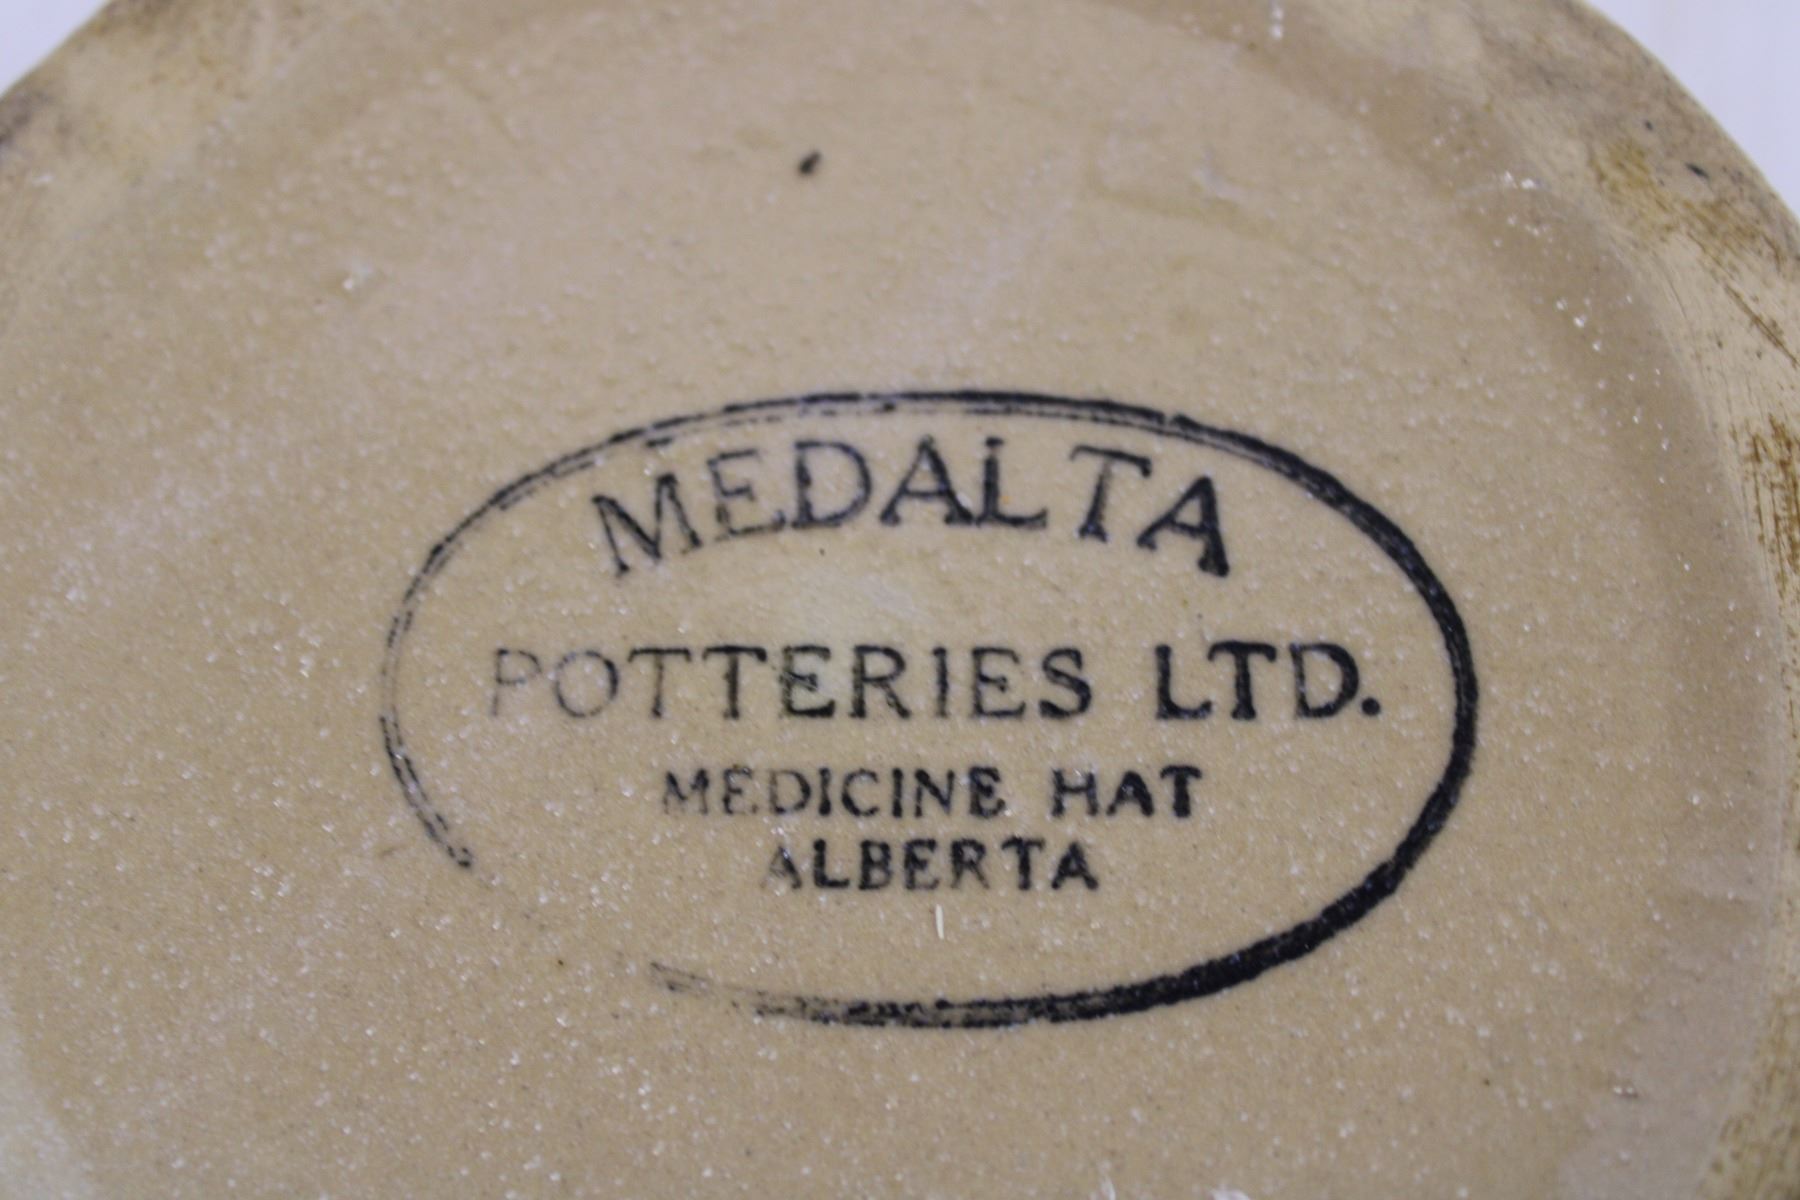 MEDALTA
POTTERIES LTD.
MEDICINE HAT
ALBERTA